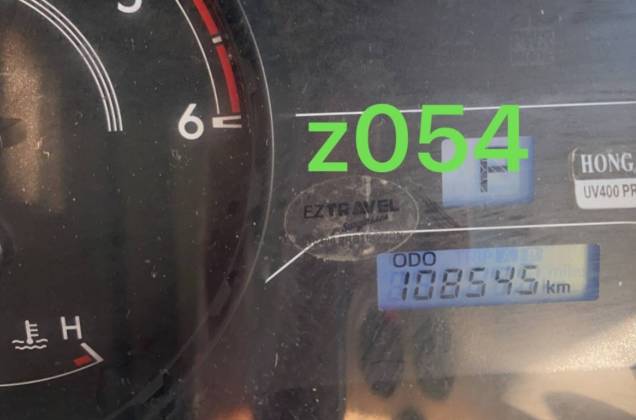 5
6
z054
F
HONG
UV400 PR
EZTRAVEL
ODO
108545 km
H